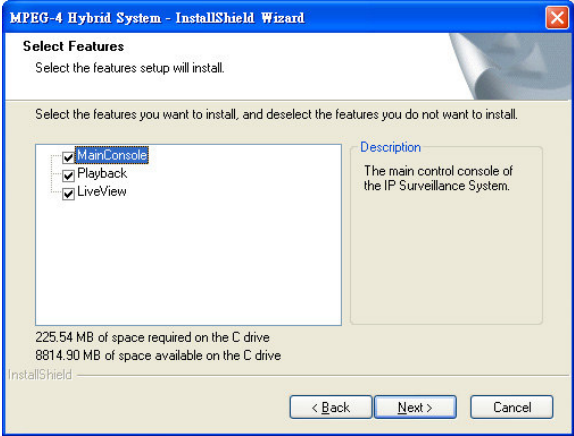 MPEG-4 Hybrid System - InstallShield Wizard
Select Features
Select the features setup will install.
Select the features you want to install, and deselect the features you do not want to install.
MainConsole
Playback
LiveView
Description
The main control console of
the IP Surveillance System.
225.54 MB of space required on the C drive
8814.90 MB of space available on the C drive
InstallShield
< Back
Next >
Cancel